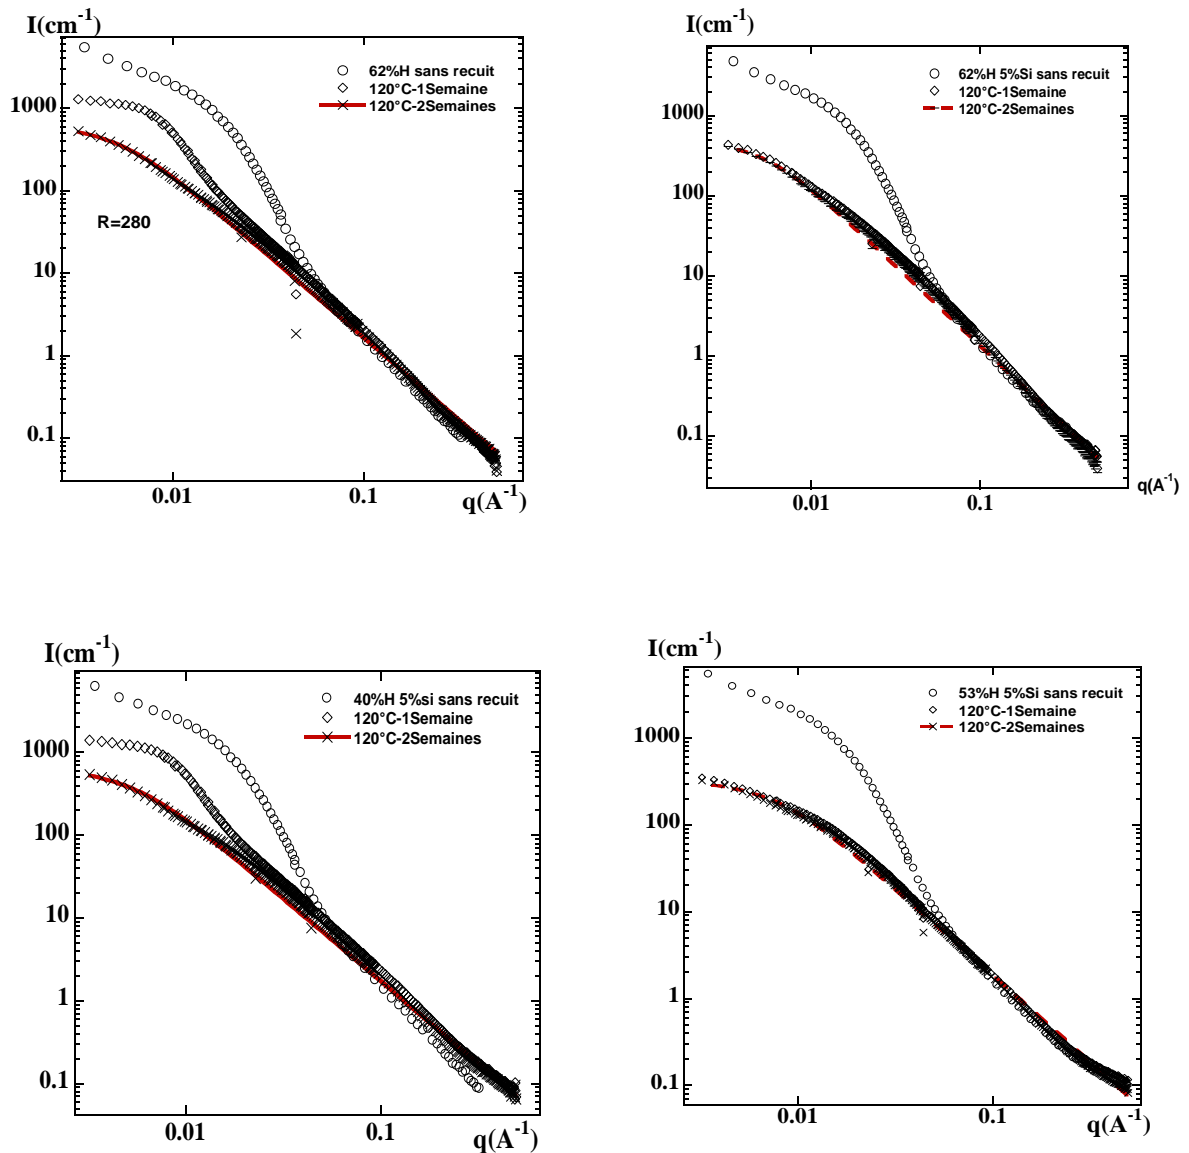 I(cm-1)
62%H sans recuit
120°C-1Semaine
120°C-2Semaines
1000
100
R=280
10
1
0.1
0.01
0.1
q(A-1)
I(cm-1)
62%H 5%Si sans recuit
120°C-1Semaine
120°C-2Semaines
1000
100
10
1
0.1
q(A-1)
0.01
0.1
I(cm-1)
40%H 5%si sans recuit
120°C-1Semaine
120°C-2Semaines
1000
100
10
1
0.1
0.01
0.1
q(A-1)
I(cm-1)
53%H 5%Si sans recuit
120°C-1Semaine
120°C-2Semaines
1000
100
10
1
0.1
0.01
0.1
q(A-1)